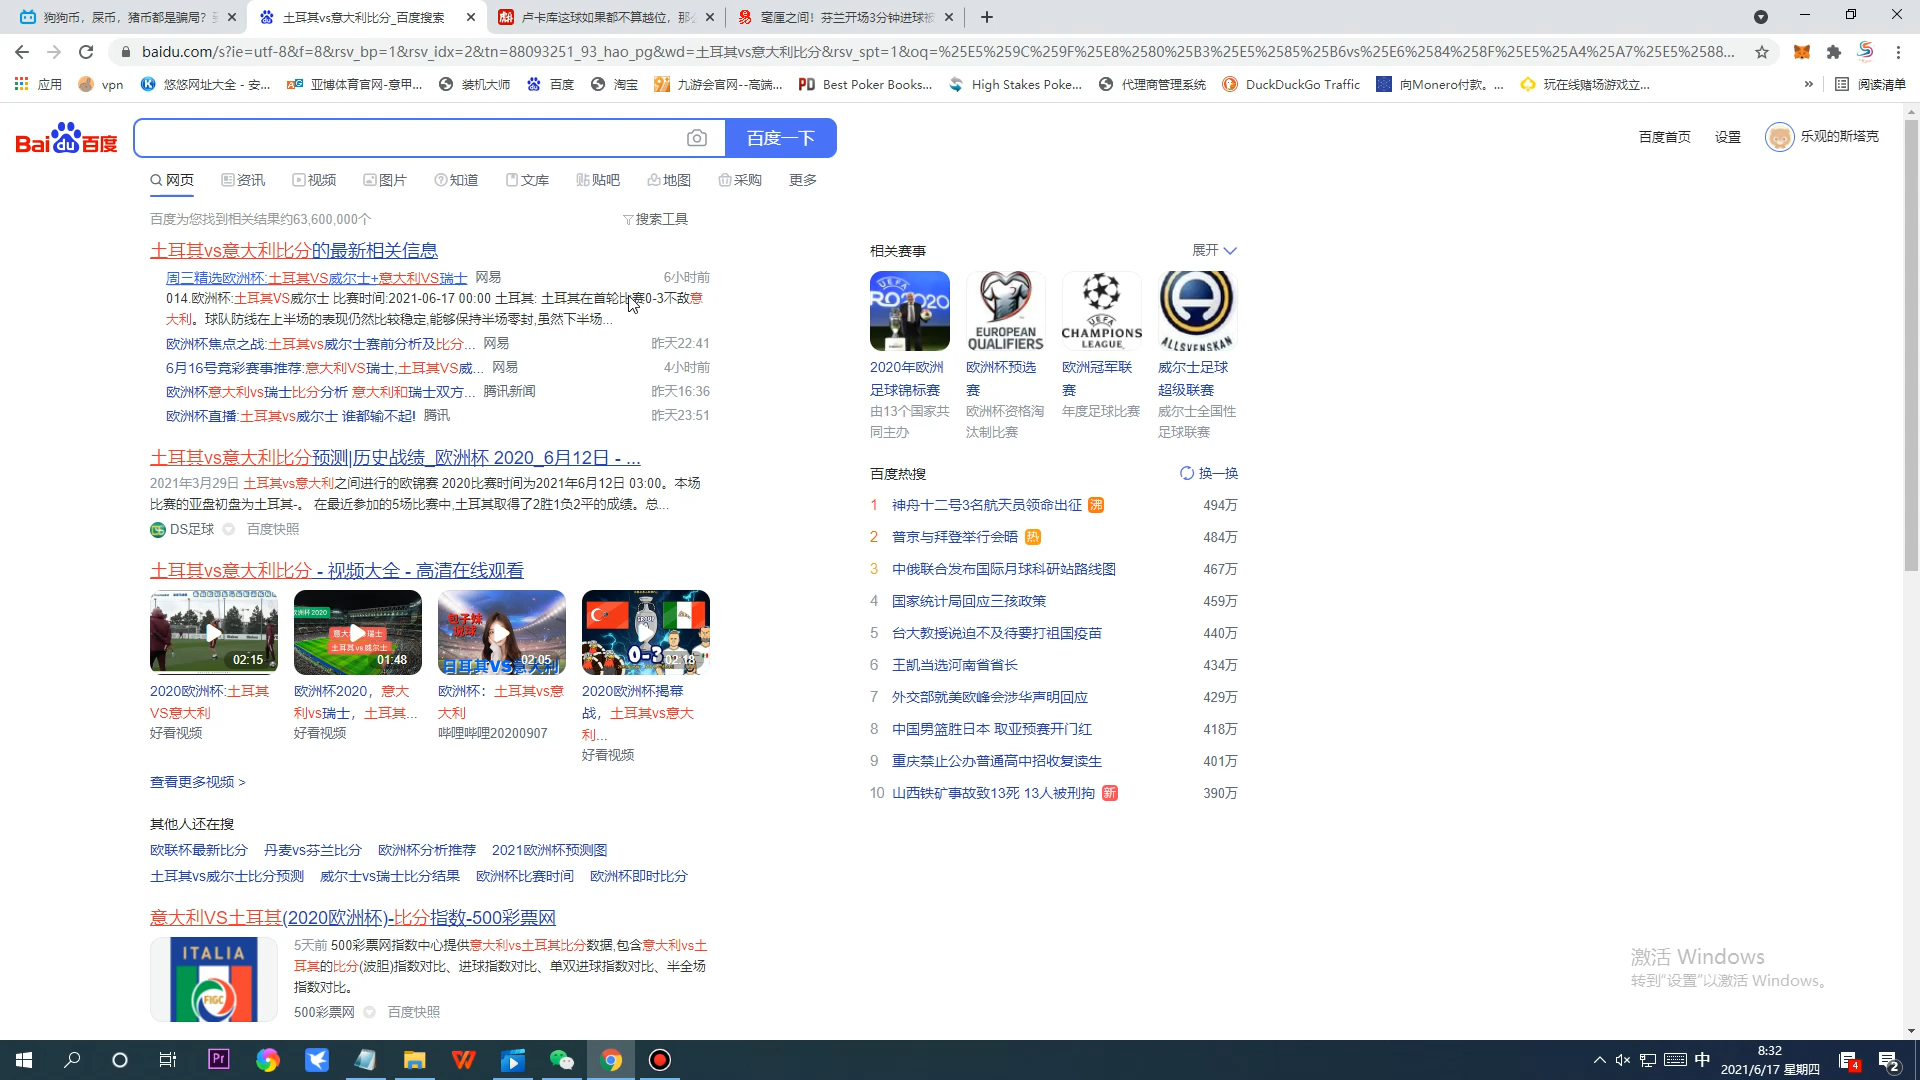 狗狗币，屎币，猪币都是骗局？
土耳其vs意大利比分_百度搜索
卢卡库这球如果都不算越位，那
毫厘之间！芬兰开场3分钟进球被
baidu.com/s?ie=utf-8&f=8&rsv_bp=1&rsv_idx=2&tn=88093251_93_hao_pg&wd=土耳其vs意大利比分&rsv_spt=1&oq=%25E5%259C%259F%25E8%2580%25B3%25E5%2585%25B6vs%25E6%2584%258F%25E5%25A4%25A7%25E5%2588...
应用 vpn 悠悠网址大全 - 安... 亚博体育官网-意甲... 装机大师 百度 淘宝 九游会官网--高端... Best Poker Books... High Stakes Poke... 代理商管理系统 DuckDuckGo Traffic 向Monero付款。... 玩在线赌场游戏立... » 阅读清单
Bai du 百度 百度一下 百度首页 设置 乐观的斯塔克
网页 资讯 视频 图片 知道 文库 贴吧 地图 采购 更多
百度为您找到相关结果约63,600,000个 搜索工具
土耳其vs意大利比分的最新相关信息
周三精选欧洲杯:土耳其VS威尔士+意大利VS瑞士 网易 6小时前
014.欧洲杯:土耳其VS威尔士 比赛时间:2021-06-17 00:00 土耳其: 土耳其在首轮比赛0-3不敌意
大利。球队防线在上半场的表现仍然比较稳定,能够保持半场零封,虽然下半场...
欧洲杯焦点之战:土耳其vs威尔士赛前分析及比分... 网易 昨天22:41
6月16号竞彩赛事推荐:意大利VS瑞士,土耳其VS威... 网易 4小时前
欧洲杯意大利vs瑞士比分分析 意大利和瑞士双方... 腾讯新闻 昨天16:36
欧洲杯直播:土耳其vs威尔士 谁都输不起! 腾讯 昨天23:51
土耳其vs意大利比分预测|历史战绩_欧洲杯 2020_6月12日 - ...
2021年3月29日 土耳其vs意大利之间进行的欧锦赛 2020比赛时间为2021年6月12日 03:00。本场
比赛的亚盘初盘为土耳其-。 在最近参加的5场比赛中,土耳其取得了2胜1负2平的成绩。总...
DS足球 百度快照
土耳其vs意大利比分 - 视频大全 - 高清在线观看
02:15
欧洲杯2020
意大利 瑞士
土耳其vs威尔士
01:48
包子妹
说球
02:05
0-3
02:18
2020欧洲杯:土耳其
VS意大利
好看视频
欧洲杯2020，意大
利vs瑞士，土耳其...
好看视频
欧洲杯：土耳其vs意
大利
哔哩哔哩20200907
2020欧洲杯揭幕
战，土耳其vs意大
利...
好看视频
查看更多视频 >
其他人还在搜
欧联杯最新比分 丹麦vs芬兰比分 欧洲杯分析推荐 2021欧洲杯预测图
土耳其vs威尔士比分预测 威尔士vs瑞士比分结果 欧洲杯比赛时间 欧洲杯即时比分
意大利VS土耳其(2020欧洲杯)-比分指数-500彩票网
ITALIA
FIGC
5天前 500彩票网指数中心提供意大利vs土耳其比分数据,包含意大利vs土
耳其的比分(波胆)指数对比、进球指数对比、单双进球指数对比、半全场
指数对比。
500彩票网 百度快照
相关赛事 展开
EUROPEAN
QUALIFIERS
UEFA
CHAMPIONS
LEAGUE
ALLSVENSKAN
2020年欧洲
足球锦标赛
由13个国家共
同主办
欧洲杯预选
赛
欧洲杯资格淘
汰制比赛
欧洲冠军联
赛
年度足球比赛
威尔士足球
超级联赛
威尔士全国性
足球联赛
百度热搜 换一换
1 神舟十二号3名航天员领命出征 沸 494万
2 普京与拜登举行会晤 热 484万
3 中俄联合发布国际月球科研站路线图 467万
4 国家统计局回应三孩政策 459万
5 台大教授说迫不及待要打祖国疫苗 440万
6 王凯当选河南省省长 434万
7 外交部就美欧峰会涉华声明回应 429万
8 中国男篮胜日本 取亚预赛开门红 418万
9 重庆禁止公办普通高中招收复读生 401万
10 山西铁矿事故致13死 13人被刑拘 新 390万
激活 Windows
转到"设置"以激活 Windows。
Pr
中
8:32
2021/6/17 星期四
4
2